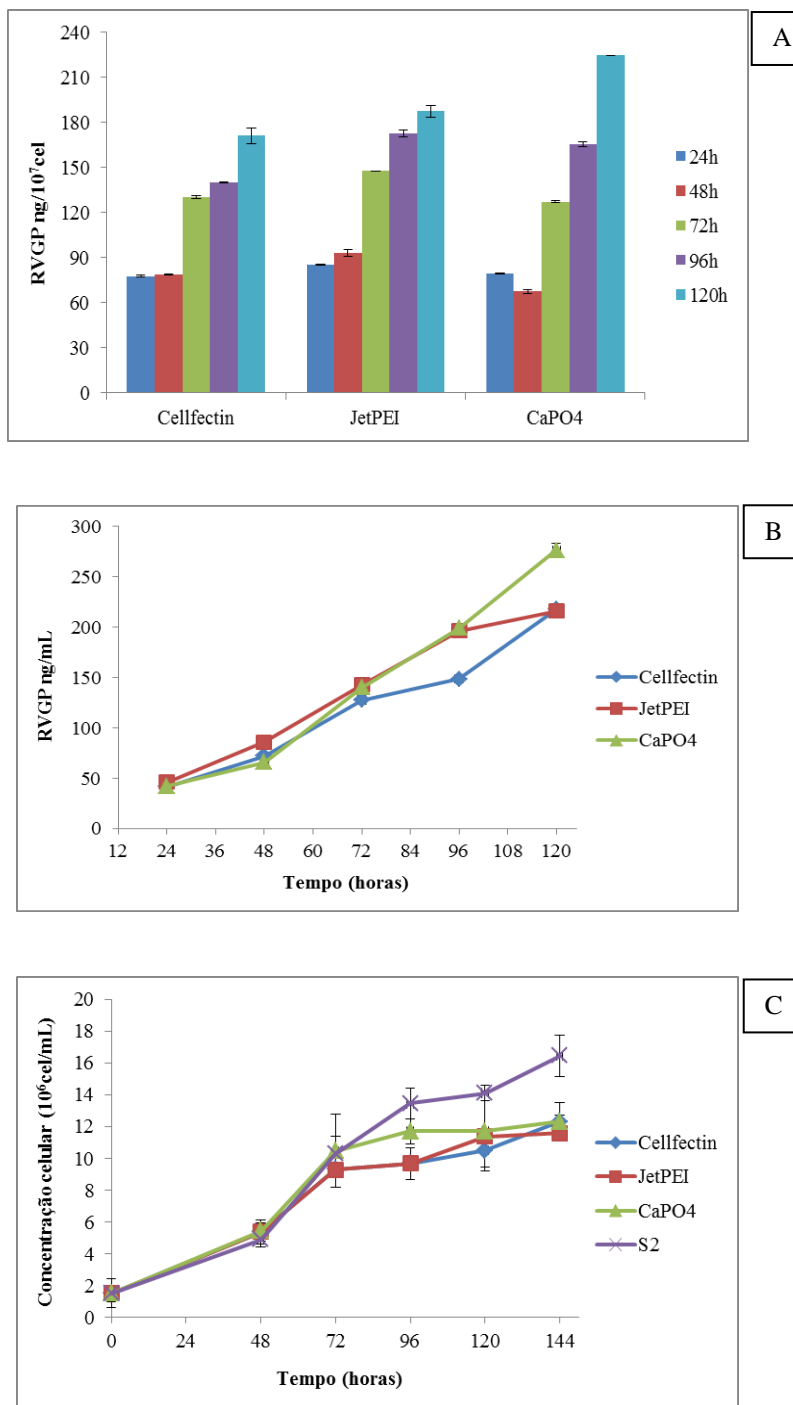 A
240
210
180
150
120
90
60
30
0
RVGP ng/10⁷cel
Cellfectin
JetPEI
CaPO4
24h
48h
72h
96h
120h
B
300
250
200
150
100
50
0
RVGP ng/mL
12 24 36 48 60 72 84 96 108 120
Tempo (horas)
Cellfectin
JetPEI
CaPO4
C
20
18
16
14
12
10
8
6
4
2
0
Concentração celular (10⁶cel/mL)
0 24 48 72 96 120 144
Tempo (horas)
Cellfectin
JetPEI
CaPO4
S2